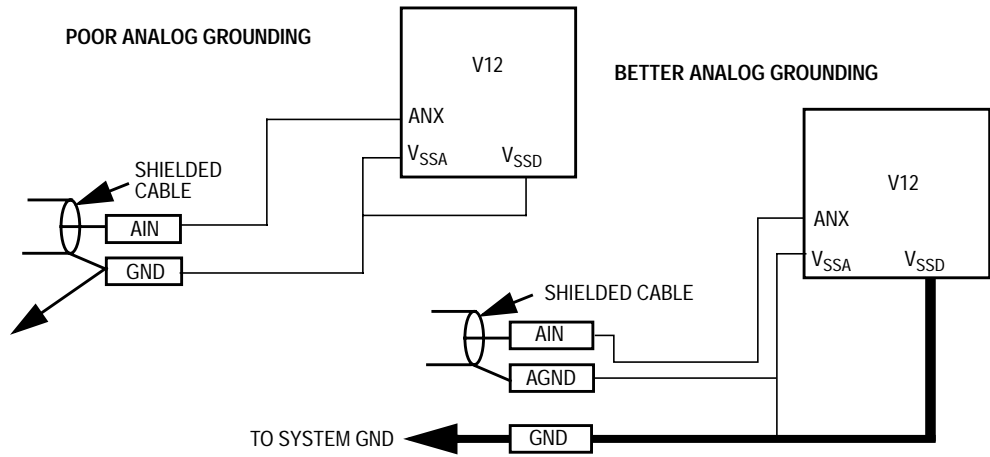 POOR ANALOG GROUNDING
V12
ANX
VSSA
VSSD
SHIELDED
CABLE
AIN
GND
BETTER ANALOG GROUNDING
V12
ANX
VSSA
VSSD
SHIELDED CABLE
AIN
AGND
TO SYSTEM GND
GND